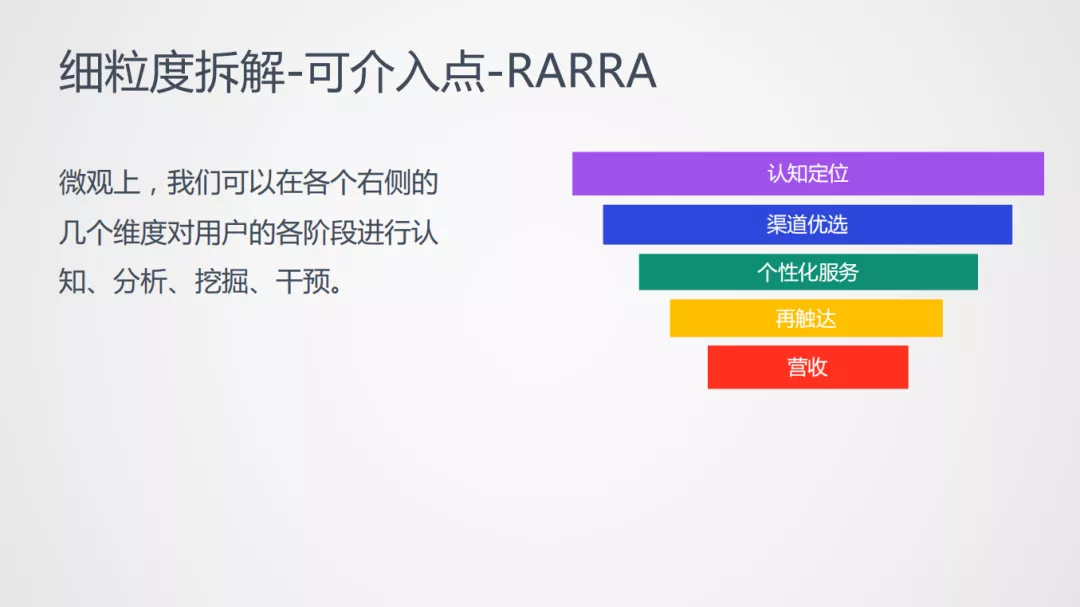 细粒度拆解-可介入点-RARRA
微观上，我们可以在各个右侧的
几个维度对用户的各阶段进行认
知、分析、挖掘、干预。
认知定位
渠道优选
个性化服务
再触达
营收